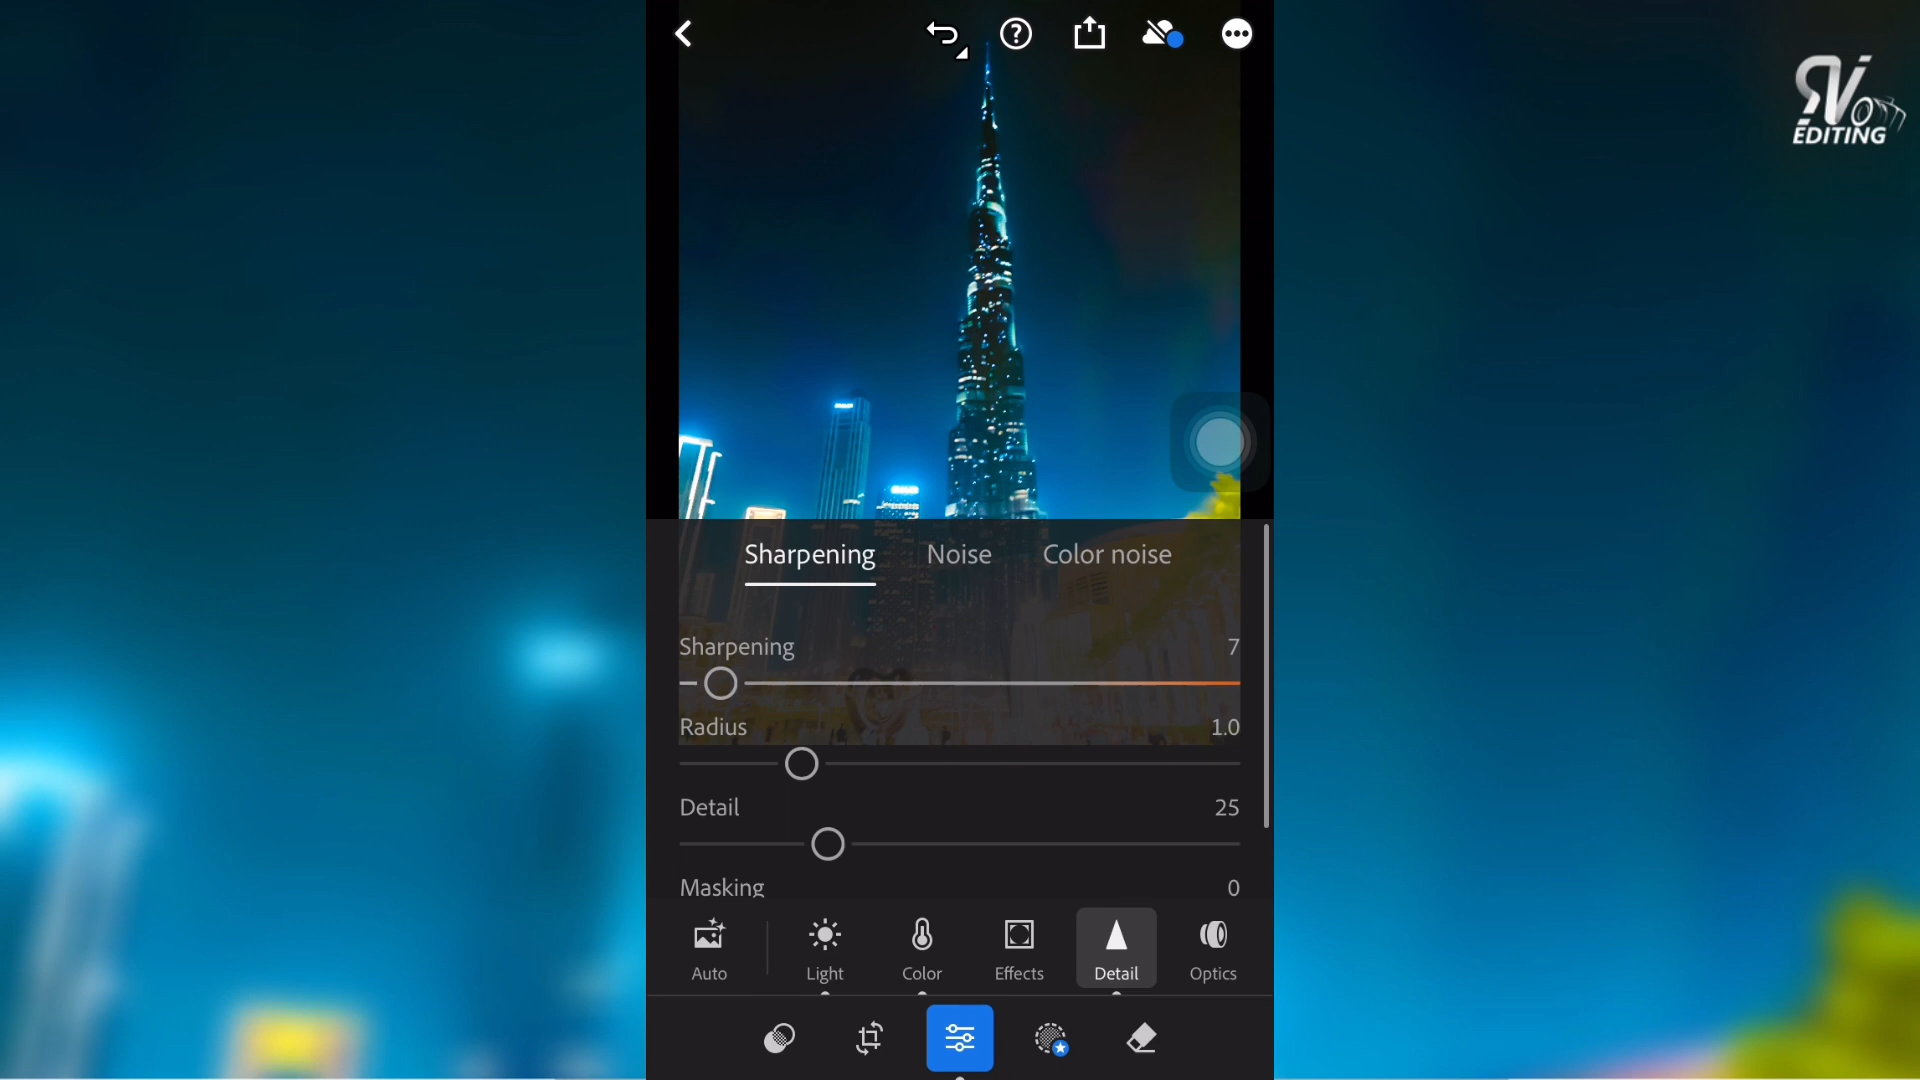 EDITING
Sharpening Noise Color noise
Sharpening 7
Radius 1.0
Detail 25
Masking 0
Auto Light Color Effects Detail Optics